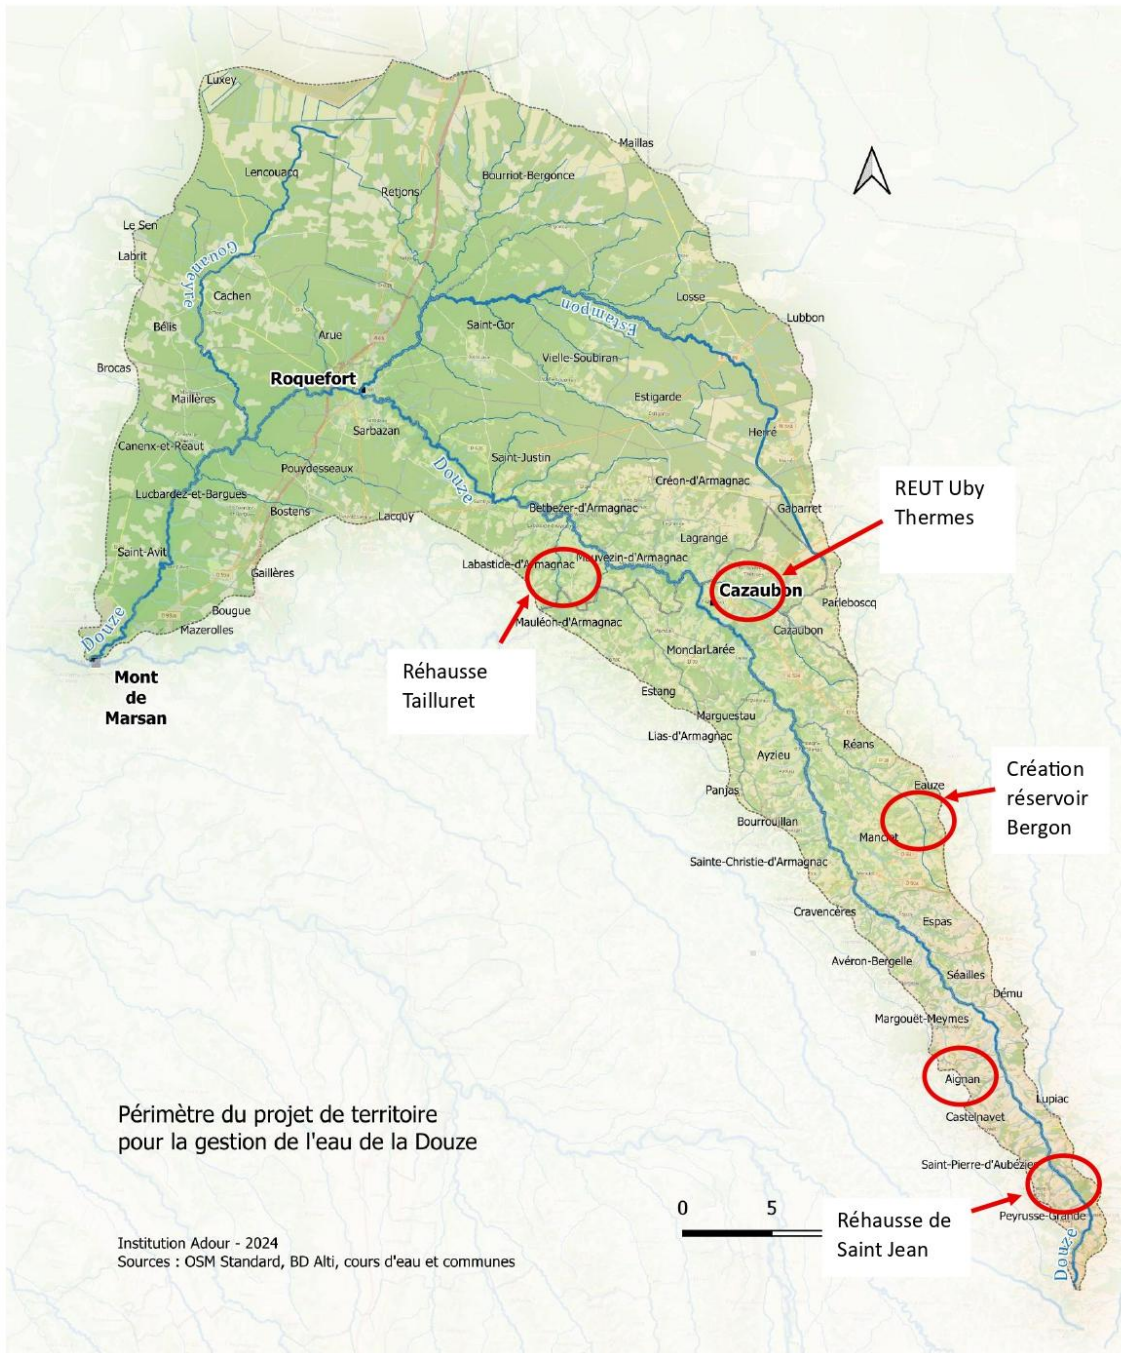 Luxey
Maillas
Lencouacq
Retjons
Bourriot-Bergonce
Le Sen
Labrit
Gouaneyre
Cachen
Losse
Estampon
Lubbon
Bélis
Arue
Saint-Gor
Vielle-Soubiran
Brocas
Roquefort
Maillères
Estigarde
Sarbazan
Herré
Canenx-et-Réaut
Saint-Justin
Pouydesseaux
Douze
Créon-d'Armagnac
REUT Uby
Thermes
Lucbardez-et-Bargues
Bostens
Lacquy
Betbezer-d'Armagnac
Gabarret
Lagrange
Saint-Avit
Mauvezin-d'Armagnac
Labastide-d'Armagnac
Gaillères
Cazaubon
Parleboscq
Bougue
Mazerolles
Douze
Mauléon-d'Armagnac
Cazaubon
Mont
de
Marsan
Réhausse
Tailluret
Monclar
Larée
Estang
Marguestau
Lias-d'Armagnac
Ayzieu
Réans
Création
réservoir
Bergon
Eauze
Panjas
Bourrouillan
Manciet
Sainte-Christie-d'Armagnac
Cravencères
Espas
Avéron-Bergelle
Séailles
Dému
Margouët-Meymes
Aignan
Lupiac
Castelnavet
Périmètre du projet de territoire
pour la gestion de l'eau de la Douze
Saint-Pierre-d'Aubézies
0 5
Réhausse de
Saint Jean
Peyrusse-Grande
Douze
Institution Adour - 2024
Sources : OSM Standard, BD Alti, cours d'eau et communes